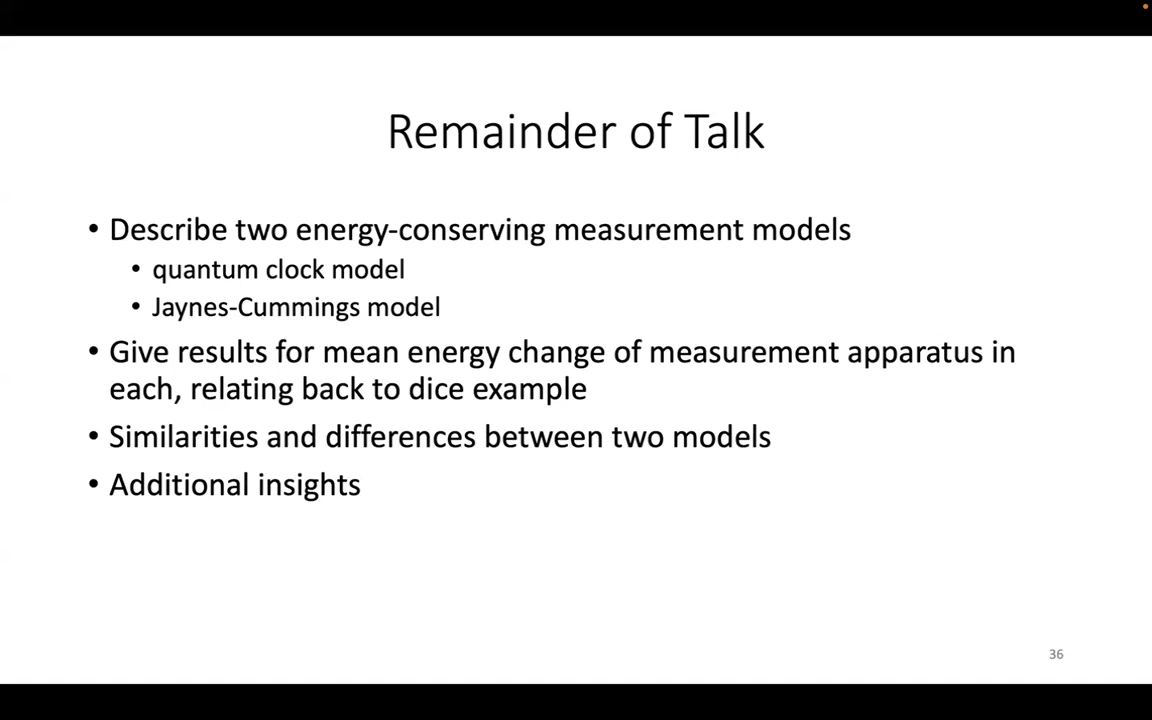 Remainder of Talk
• Describe two energy-conserving measurement models
• quantum clock model
• Jaynes-Cummings model
• Give results for mean energy change of measurement apparatus in
each, relating back to dice example
• Similarities and differences between two models
• Additional insights
36